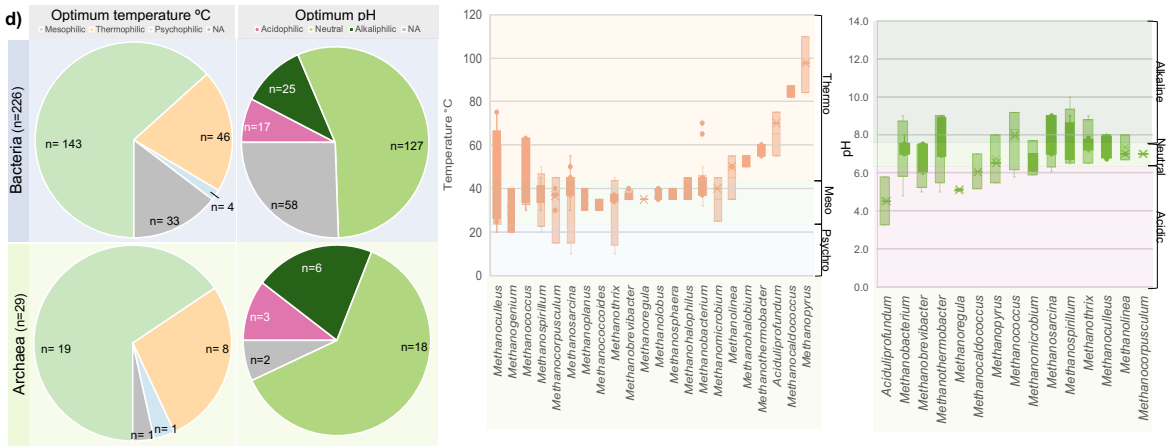 d)
Optimum temperature ºC
Mesophilic Thermophilic Psychophilic NA
Optimum pH
Acidophilic Neutral Alkaliphilic NA
Bacteria (n=226)
n= 143
n= 46
n= 4
n= 33
n=25
n=17
n=58
n=127
Archaea (n=29)
n= 19
n= 8
n= 1
n= 1
n=6
n=3
n=2
n=18
Temperature °C
120
100
80
60
40
20
0
Thermo
Meso
Psychro
Methanoculleus
Methanogenium
Methanococcus
Methanospirillum
Methanocorpusculum
Methanosarcina
Methanoplanus
Methanococcoides
Methanothrix
Methanobrevibacter
Methanoregula
Methanolobus
Methanosphaera
Methanohalophilus
Methanobacterium
Methanomicrobium
Methanolinea
Methanohalobium
Methanothermobacter
Aciduliprofundum
Methanocaldococcus
Methanopyrus
pH
14.0
12.0
10.0
8.0
6.0
4.0
2.0
0.0
Alkaline
Neutral
Acidic
Aciduliprofundum
Methanobacterium
Methanobrevibacter
Methanothermobacter
Methanoregula
Methanocaldococcus
Methanopyrus
Methanococcus
Methanomicrobium
Methanosarcina
Methanospirillum
Methanothrix
Methanoculleus
Methanolinea
Methanocorpusculum